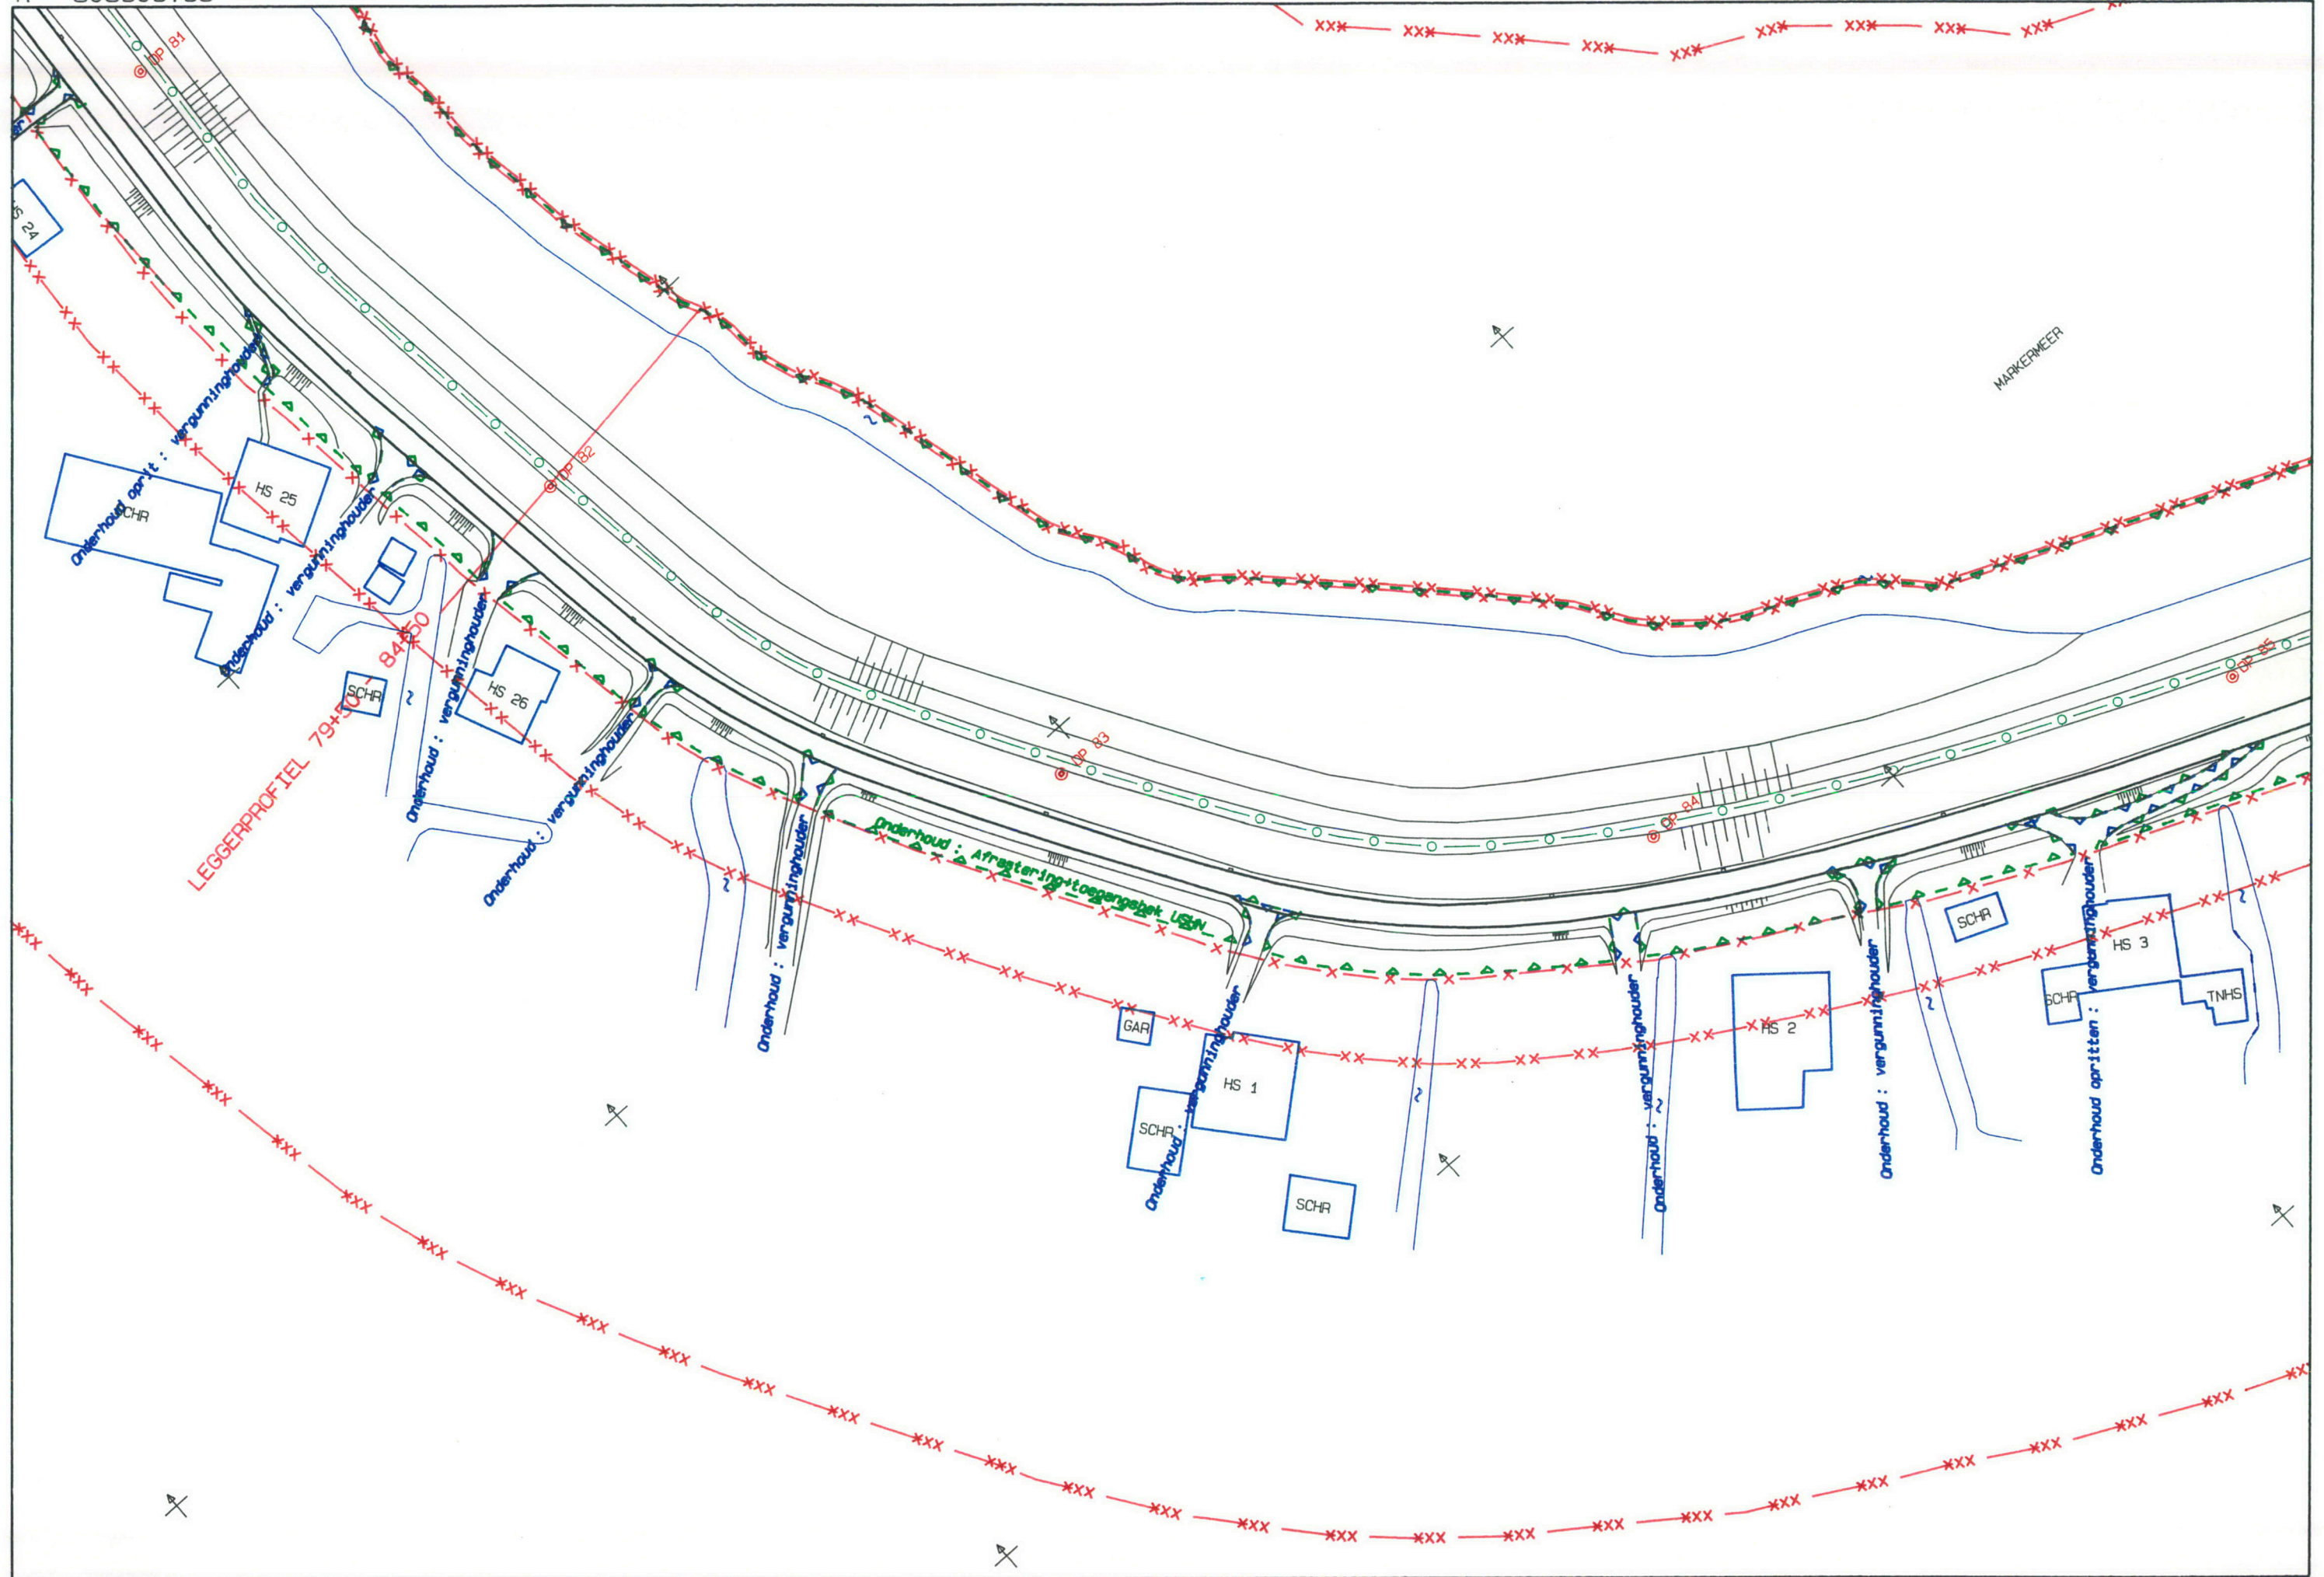 DP 81
MARKERMEER
HS 25
SCHR
Onderhoud oprit : vergunninghouder
DP 82
Onderhoud : vergunninghouder
84+50
LEGGERPROFIEL 79+50 -
SCHR
HS 26
Onderhoud : vergunninghouder
Onderhoud : vergunninghouder
DP 85
DP 83
DP 84
Onderhoud : Afrastering+toegangshek USWN
Onderhoud : vergunninghouder
GAR
HS 1
SCHR
Onderhoud : vergunninghouder
SCHR
Onderhoud : vergunninghouder
HS 2
Onderhoud : vergunninghouder
SCHR
HS 3
SCHR
TNHS
Onderhoud opritten : vergunninghouder